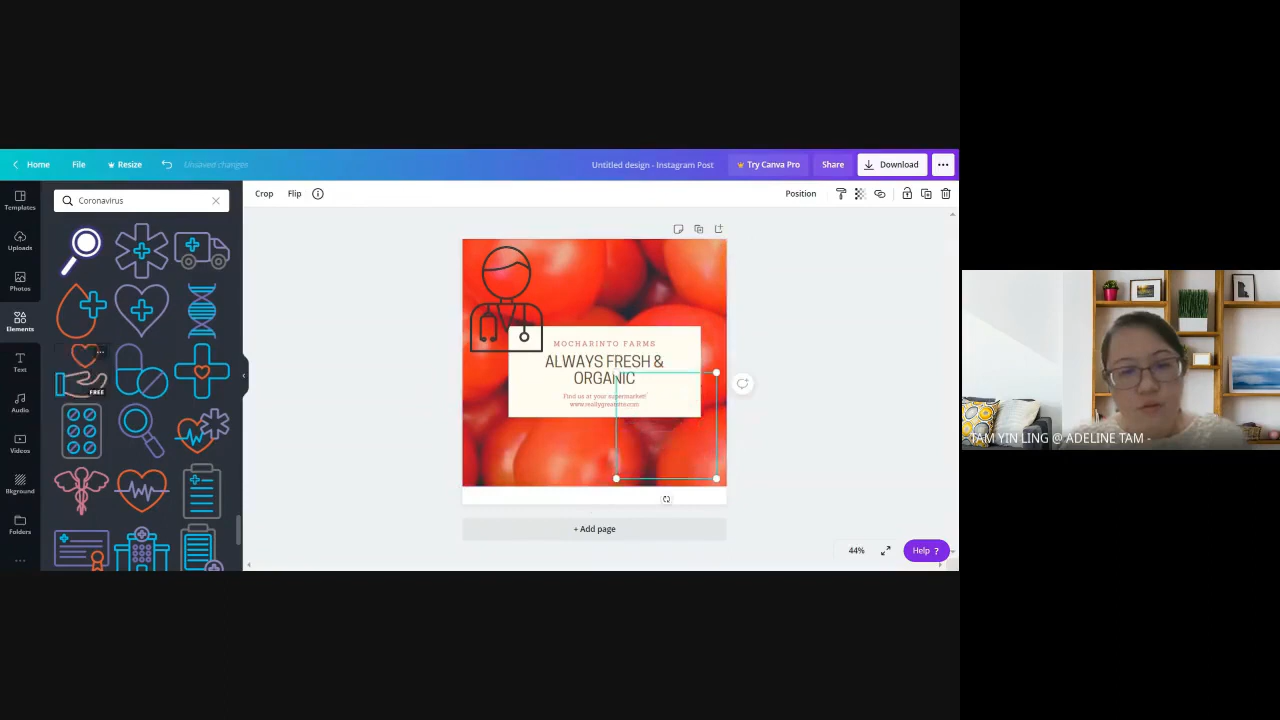 Home File Resize Unsaved changes Untitled design - Instagram Post Try Canva Pro Share Download
Templates
Uploads
Photos
Elements
Text
Audio
Videos
Bkground
Folders
Coronavirus
FREE
Crop Flip Position
MOCHARINTO FARMS
ALWAYS FRESH &
ORGANIC
Find us at your supermarket!
+ Add page
44%
Help ?
TAM YIN LING @ ADELINE TAM -